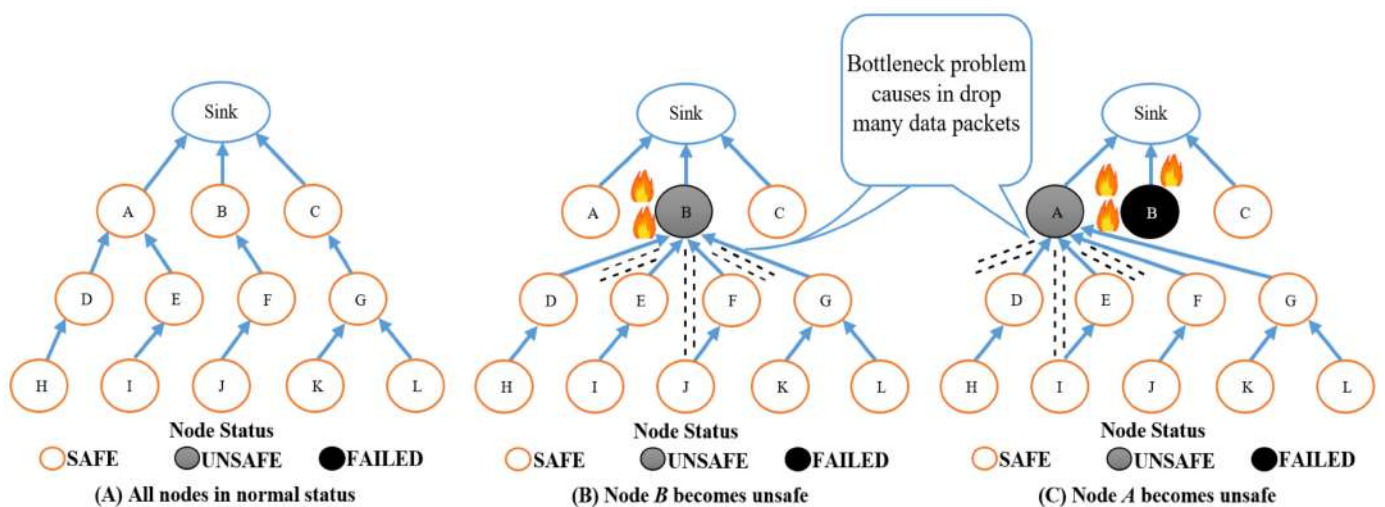 Bottleneck problem
causes in drop
many data packets
Sink
A
B
C
D
E
F
G
H
I
J
K
L
Node Status
SAFE
UNSAFE
FAILED
(A) All nodes in normal status
Sink
A
B
C
D
E
F
G
H
I
J
K
L
Node Status
SAFE
UNSAFE
FAILED
(B) Node B becomes unsafe
Sink
A
B
C
D
E
F
G
H
I
J
K
L
Node Status
SAFE
UNSAFE
FAILED
(C) Node A becomes unsafe